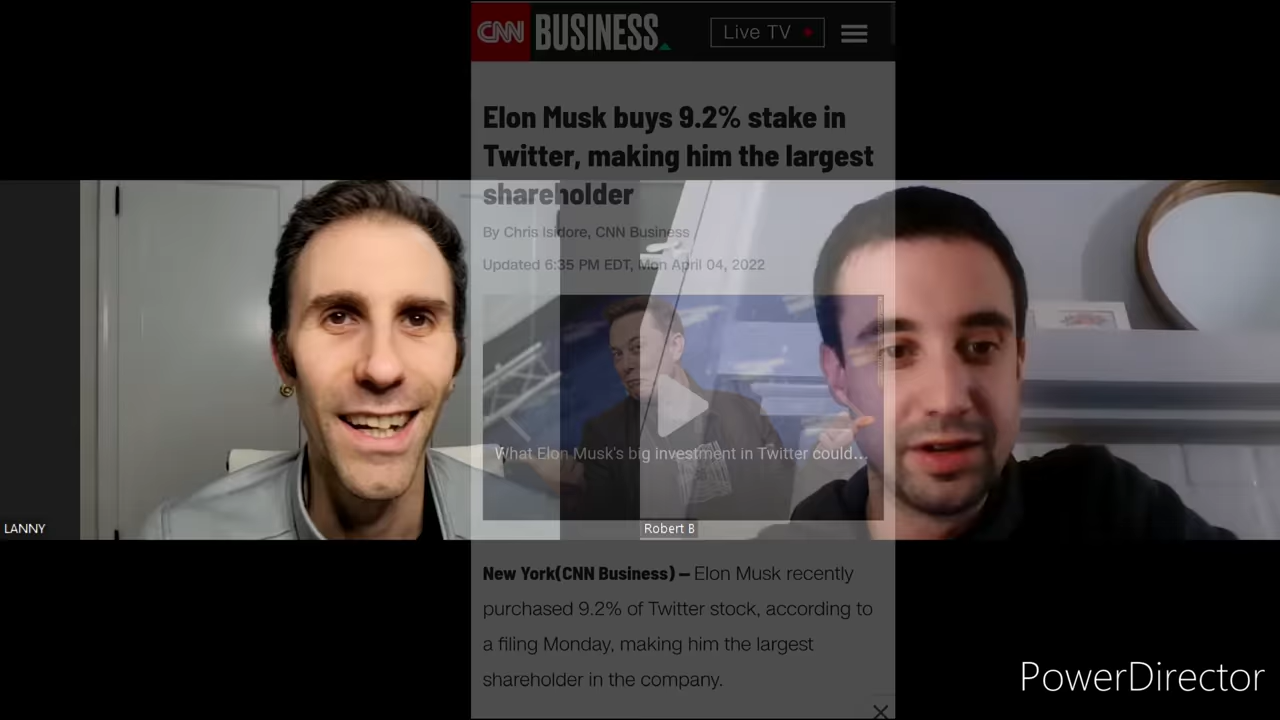 CNN BUSINESS
Live TV
Elon Musk buys 9.2% stake in
Twitter, making him the largest
shareholder
By Chris Isidore, CNN Business
Updated 6:35 PM EDT, Mon April 04, 2022
What Elon Musk's big investment in Twitter could...
LANNY
Robert B
New York(CNN Business) — Elon Musk recently
purchased 9.2% of Twitter stock, according to
a filing Monday, making him the largest
shareholder in the company.
PowerDirector